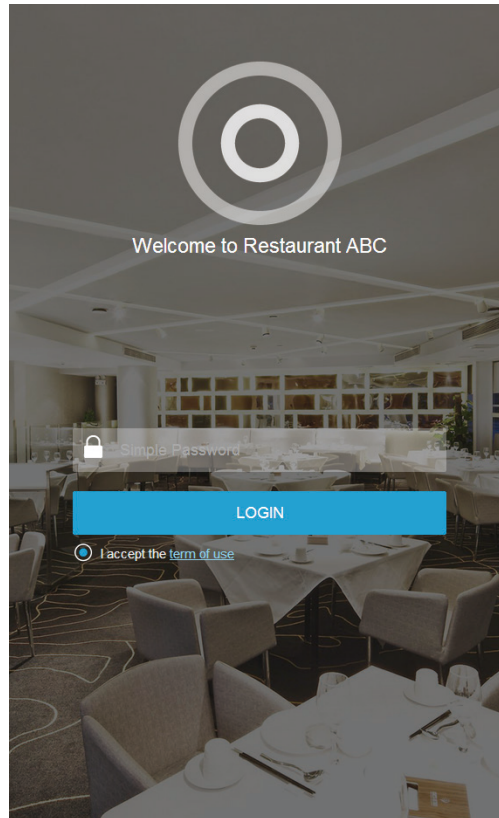 Welcome to Restaurant ABC
Simple Password
LOGIN
I accept the term of use